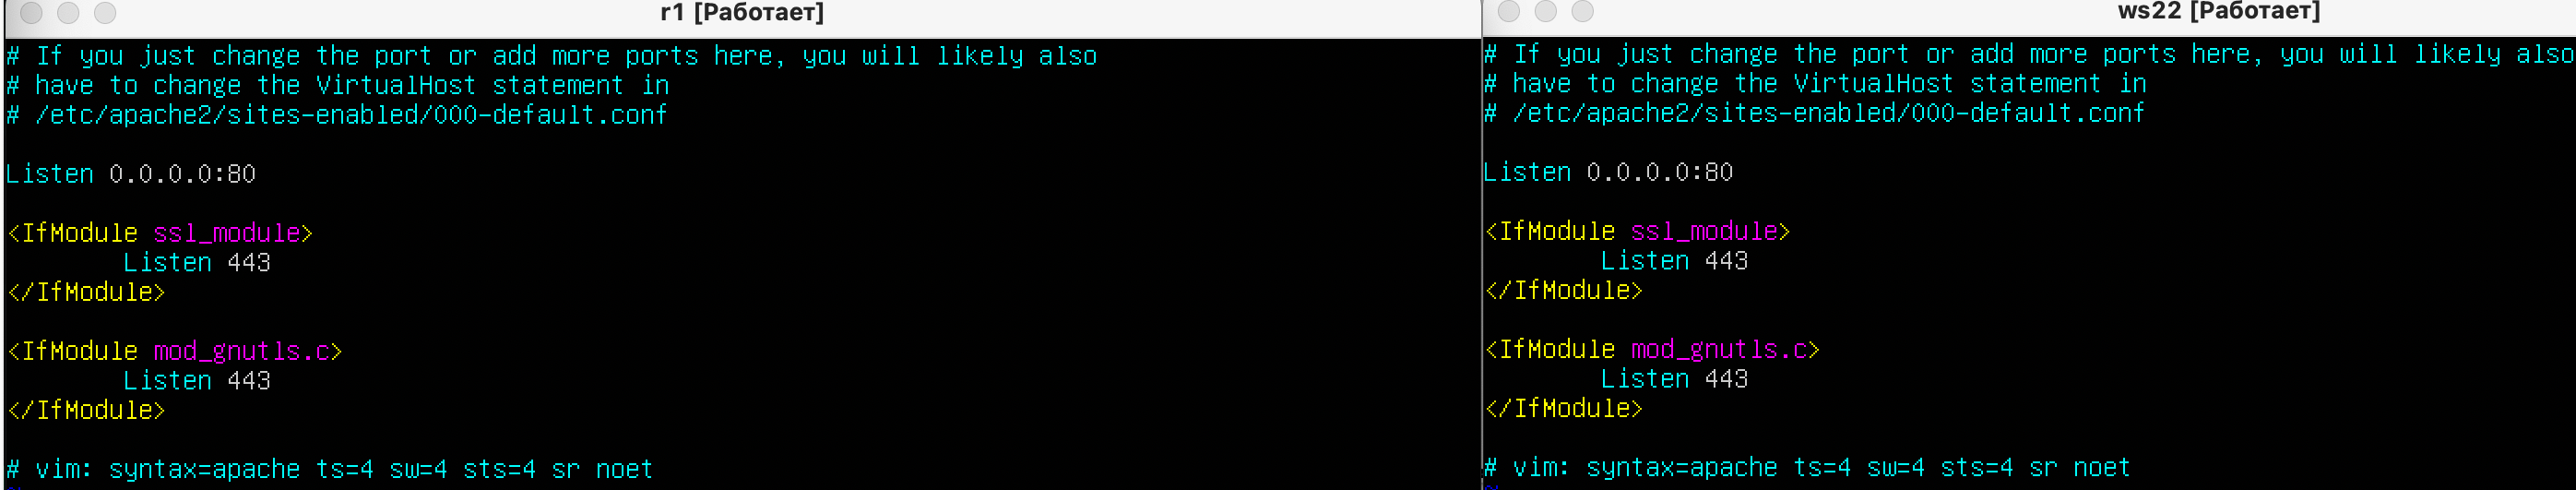 r1 [Работает]
# If you just change the port or add more ports here, you will likely also
# have to change the VirtualHost statement in
# /etc/apache2/sites-enabled/000-default.conf
Listen 0.0.0.0:80
<IfModule ssl_module>
Listen 443
</IfModule>
<IfModule mod_gnutls.c>
Listen 443
</IfModule>
# vim: syntax=apache ts=4 sw=4 sts=4 sr noet
ws22 [Работает]
# If you just change the port or add more ports here, you will likely also
# have to change the VirtualHost statement in
# /etc/apache2/sites-enabled/000-default.conf
Listen 0.0.0.0:80
<IfModule ssl_module>
Listen 443
</IfModule>
<IfModule mod_gnutls.c>
Listen 443
</IfModule>
# vim: syntax=apache ts=4 sw=4 sts=4 sr noet